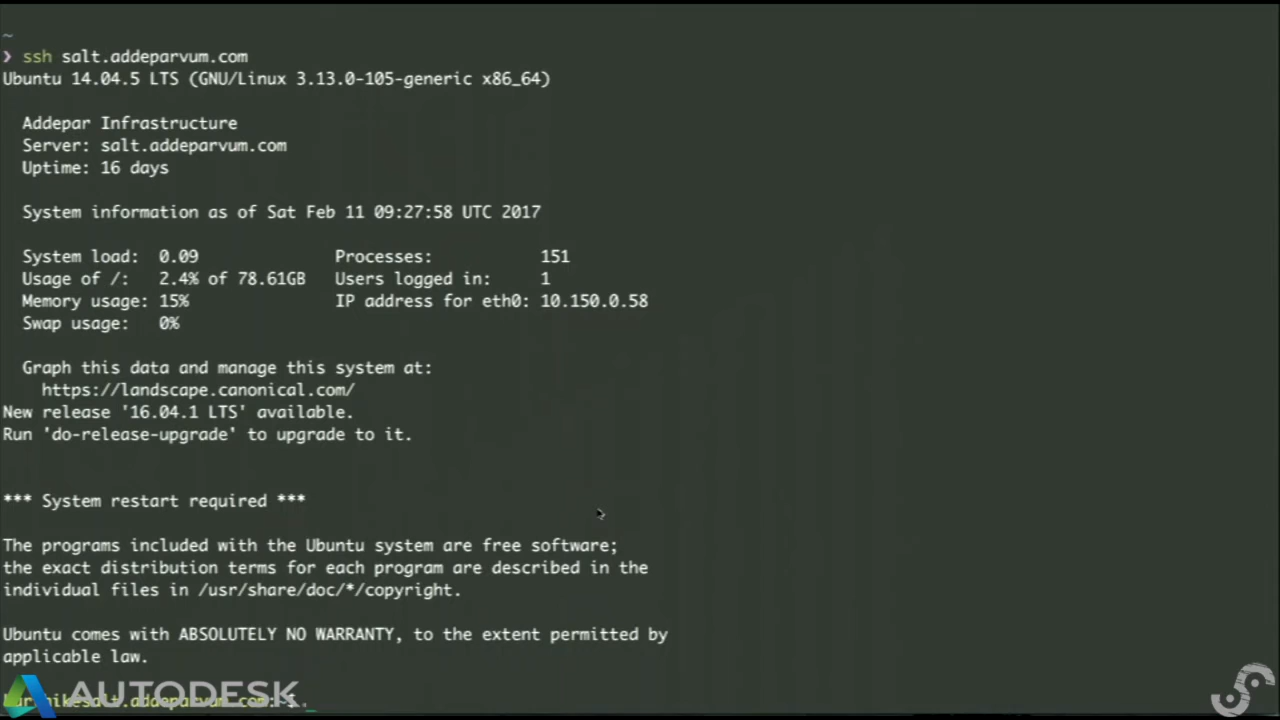 ~
❯ ssh salt.addeparvum.com
Ubuntu 14.04.5 LTS (GNU/Linux 3.13.0-105-generic x86_64)
Addepar Infrastructure
Server: salt.addeparvum.com
Uptime: 16 days
System information as of Sat Feb 11 09:27:58 UTC 2017
System load: 0.09 Processes: 151
Usage of /: 2.4% of 78.61GB Users logged in: 1
Memory usage: 15% IP address for eth0: 10.150.0.58
Swap usage: 0%
Graph this data and manage this system at:
https://landscape.canonical.com/
New release '16.04.1 LTS' available.
Run 'do-release-upgrade' to upgrade to it.
*** System restart required ***
The programs included with the Ubuntu system are free software;
the exact distribution terms for each program are described in the
individual files in /usr/share/doc/*/copyright.
Ubuntu comes with ABSOLUTELY NO WARRANTY, to the extent permitted by
applicable law.
AUTODESK